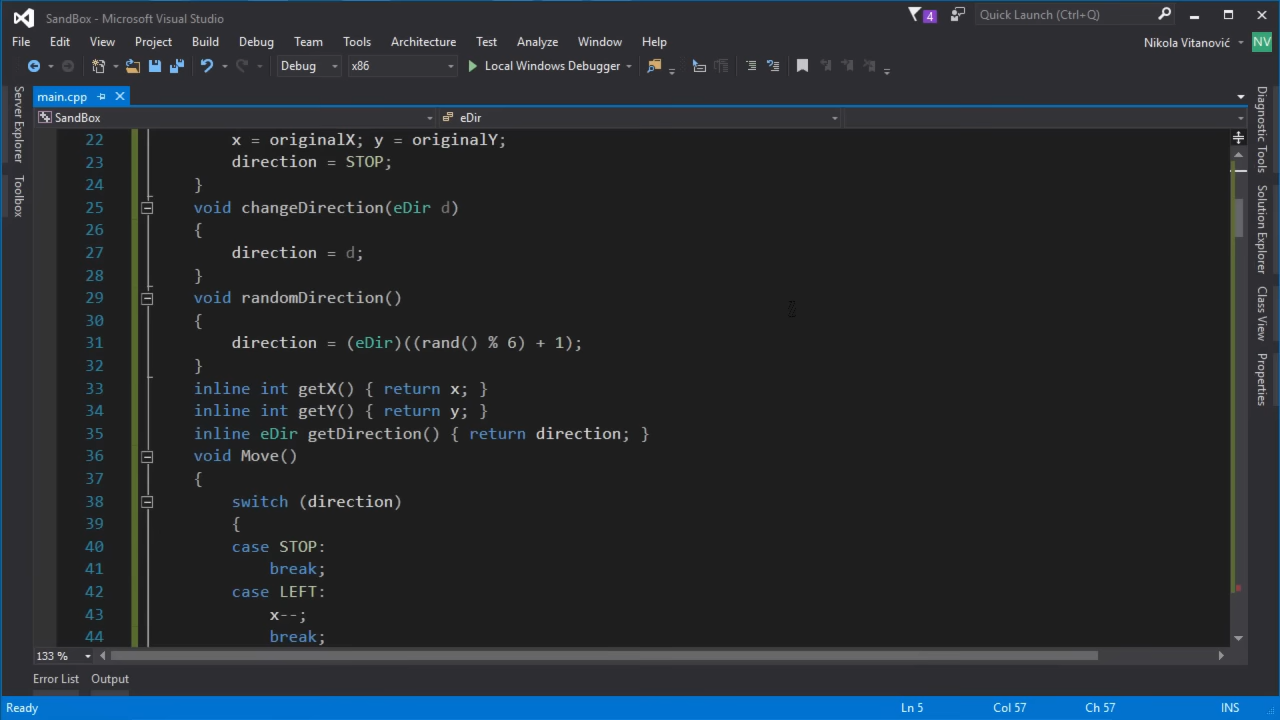 SandBox - Microsoft Visual Studio
4
Quick Launch (Ctrl+Q)
File Edit View Project Build Debug Team Tools Architecture Test Analyze Window Help
Nikola Vitanović NV
Debug x86 Local Windows Debugger
main.cpp
SandBox eDir
Server Explorer
Toolbox
22 x = originalX; y = originalY;
23 direction = STOP;
24 }
25 void changeDirection(eDir d)
26 {
27 direction = d;
28 }
29 void randomDirection()
30 {
31 direction = (eDir)((rand() % 6) + 1);
32 }
33 inline int getX() { return x; }
34 inline int getY() { return y; }
35 inline eDir getDirection() { return direction; }
36 void Move()
37 {
38 switch (direction)
39 {
40 case STOP:
41 break;
42 case LEFT:
43 x--;
44 break;
Diagnostic Tools
Solution Explorer
Class View
Properties
133 %
Error List Output
Ready Ln 5 Col 57 Ch 57 INS